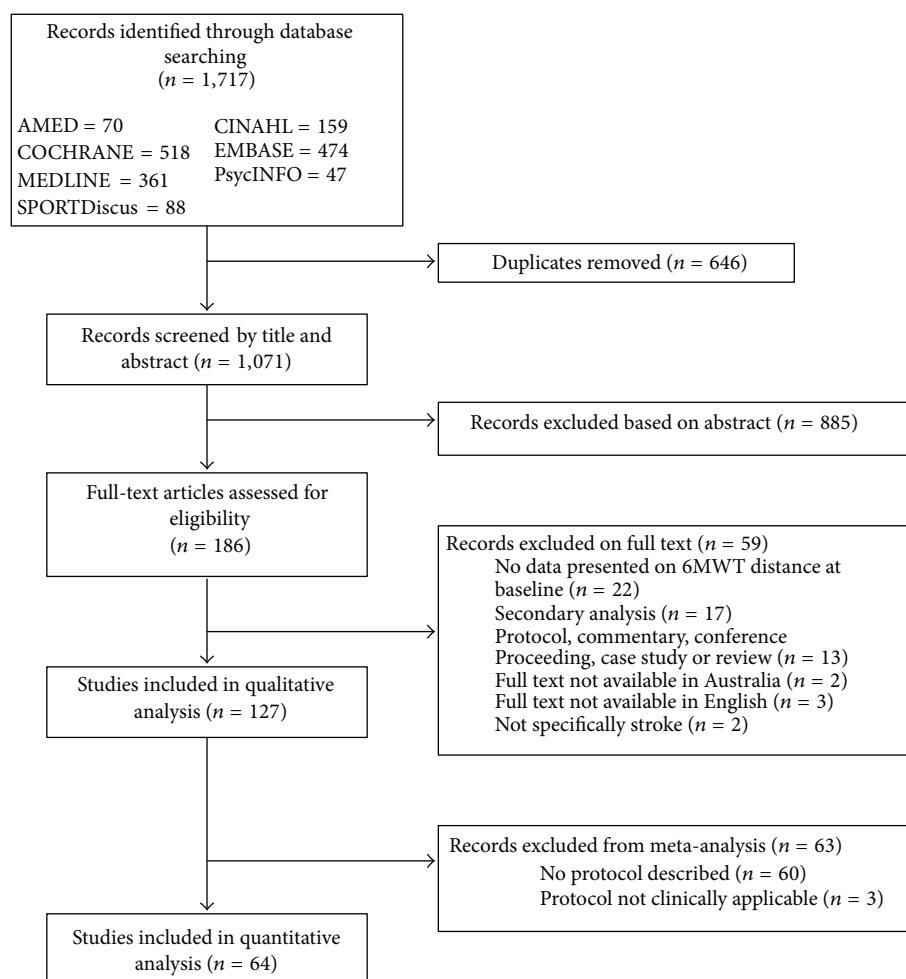 Records identified through database
searching
(n = 1,717)
AMED = 70
COCHRANE = 518
MEDLINE = 361
SPORTDiscus = 88
CINAHL = 159
EMBASE = 474
PsycINFO = 47
Duplicates removed (n = 646)
Records screened by title and
abstract (n = 1,071)
Records excluded based on abstract (n = 885)
Full-text articles assessed for
eligibility
(n = 186)
Records excluded on full text (n = 59)
No data presented on 6MWT distance at
baseline (n = 22)
Secondary analysis (n = 17)
Protocol, commentary, conference
Proceeding, case study or review (n = 13)
Full text not available in Australia (n = 2)
Full text not available in English (n = 3)
Not specifically stroke (n = 2)
Studies included in qualitative
analysis (n = 127)
Records excluded from meta-analysis (n = 63)
No protocol described (n = 60)
Protocol not clinically applicable (n = 3)
Studies included in quantitative
analysis (n = 64)